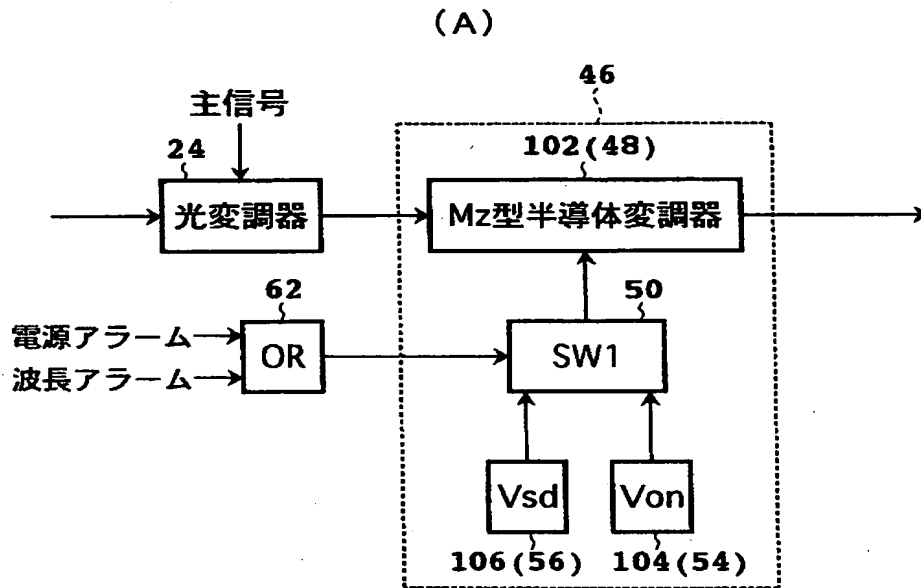 (A)
46
主信号
24
102(48)
光変調器
Mz型半導体変調器
62
50
電源アラーム
OR
SW1
波長アラーム
Vsd
Von
106(56)
104(54)